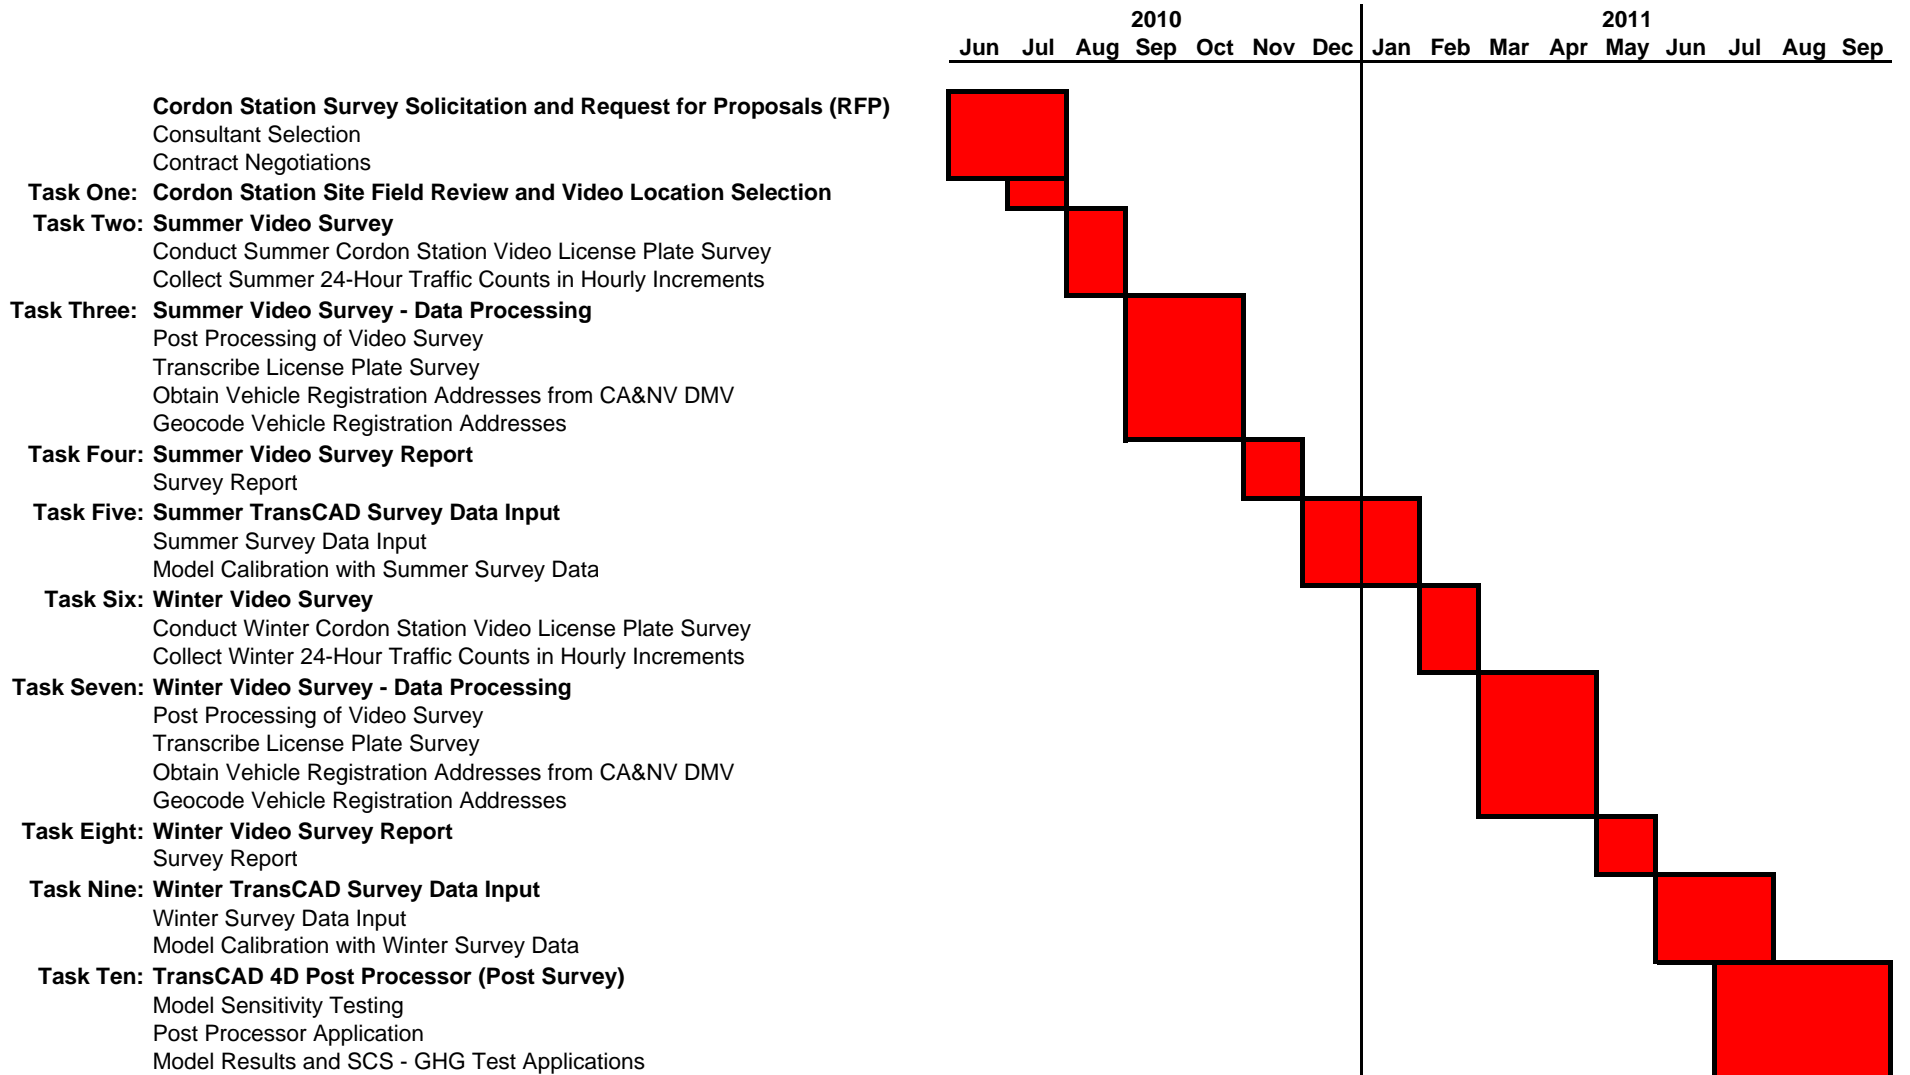 2010 2011
Jun Jul Aug Sep Oct Nov Dec Jan Feb Mar Apr May Jun Jul Aug Sep
Cordon Station Survey Solicitation and Request for Proposals (RFP)
Consultant Selection
Contract Negotiations
Task One: Cordon Station Site Field Review and Video Location Selection
Task Two: Summer Video Survey
Conduct Summer Cordon Station Video License Plate Survey
Collect Summer 24-Hour Traffic Counts in Hourly Increments
Task Three: Summer Video Survey - Data Processing
Post Processing of Video Survey
Transcribe License Plate Survey
Obtain Vehicle Registration Addresses from CA&NV DMV
Geocode Vehicle Registration Addresses
Task Four: Summer Video Survey Report
Survey Report
Task Five: Summer TransCAD Survey Data Input
Summer Survey Data Input
Model Calibration with Summer Survey Data
Task Six: Winter Video Survey
Conduct Winter Cordon Station Video License Plate Survey
Collect Winter 24-Hour Traffic Counts in Hourly Increments
Task Seven: Winter Video Survey - Data Processing
Post Processing of Video Survey
Transcribe License Plate Survey
Obtain Vehicle Registration Addresses from CA&NV DMV
Geocode Vehicle Registration Addresses
Task Eight: Winter Video Survey Report
Survey Report
Task Nine: Winter TransCAD Survey Data Input
Winter Survey Data Input
Model Calibration with Winter Survey Data
Task Ten: TransCAD 4D Post Processor (Post Survey)
Model Sensitivity Testing
Post Processor Application
Model Results and SCS - GHG Test Applications